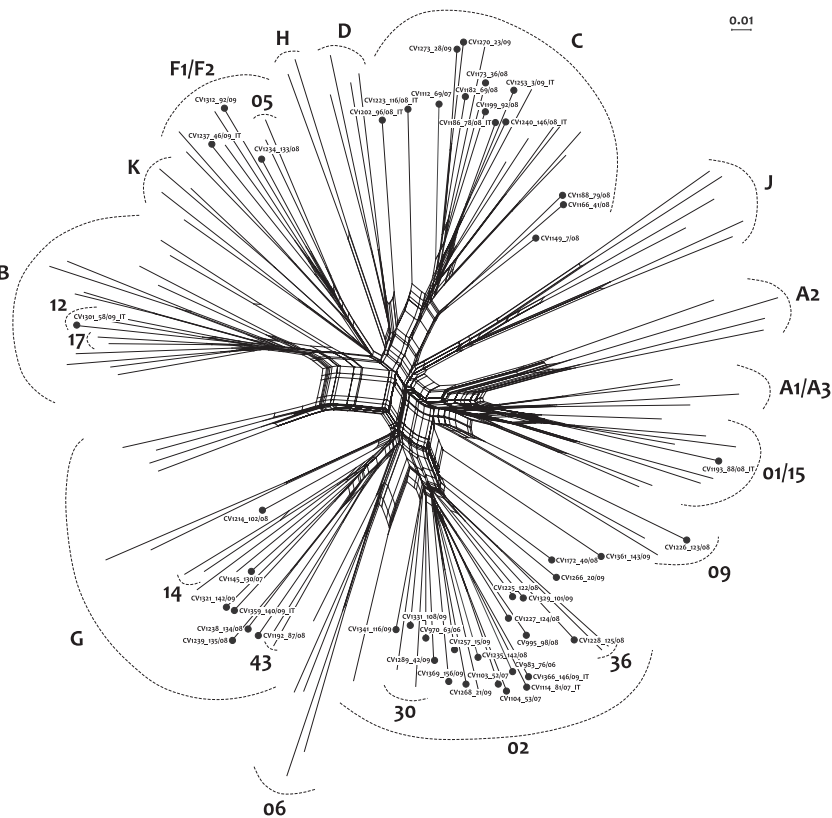 0.01
H
D
C
F1/F2
CV1270_23/09
CV1273_28/09
CV1173_36/08
CV1253_3/09_IT
CV1182_69/08
CV1312_92/09
05
CV1223_116/08_IT
CV1112_69/07
CV1199_92/08
CV1202_96/08_IT
CV1186_78/08_IT
CV1240_146/08_IT
CV1237_46/09_IT
CV1234_133/08
K
J
CV1188_79/08
CV1166_41/08
CV1149_7/08
B
A2
12
CV1301_58/09_IT
17
A1/A3
CV1193_88/08_IT
01/15
CV1214_102/08
CV1226_123/08
CV1172_40/08
CV1361_143/09
09
CV1145_130/07
CV1266_20/09
14
CV1225_122/08
CV1329_101/09
CV1321_142/09
CV1359_140/09_IT
CV1331_108/09
CV1227_124/08
CV1238_134/08
CV1341_116/09
CV970_63/06
CV995_98/08
CV1239_135/08
CV1192_87/08
CV1228_125/08
G
43
CV1257_15/09
CV1235_142/08
36
CV1289_42/09
CV983_76/06
CV1369_156/09
CV1103_52/07
CV1366_146/09_IT
CV1268_21/09
CV1114_81/07_IT
CV1104_53/07
30
02
06